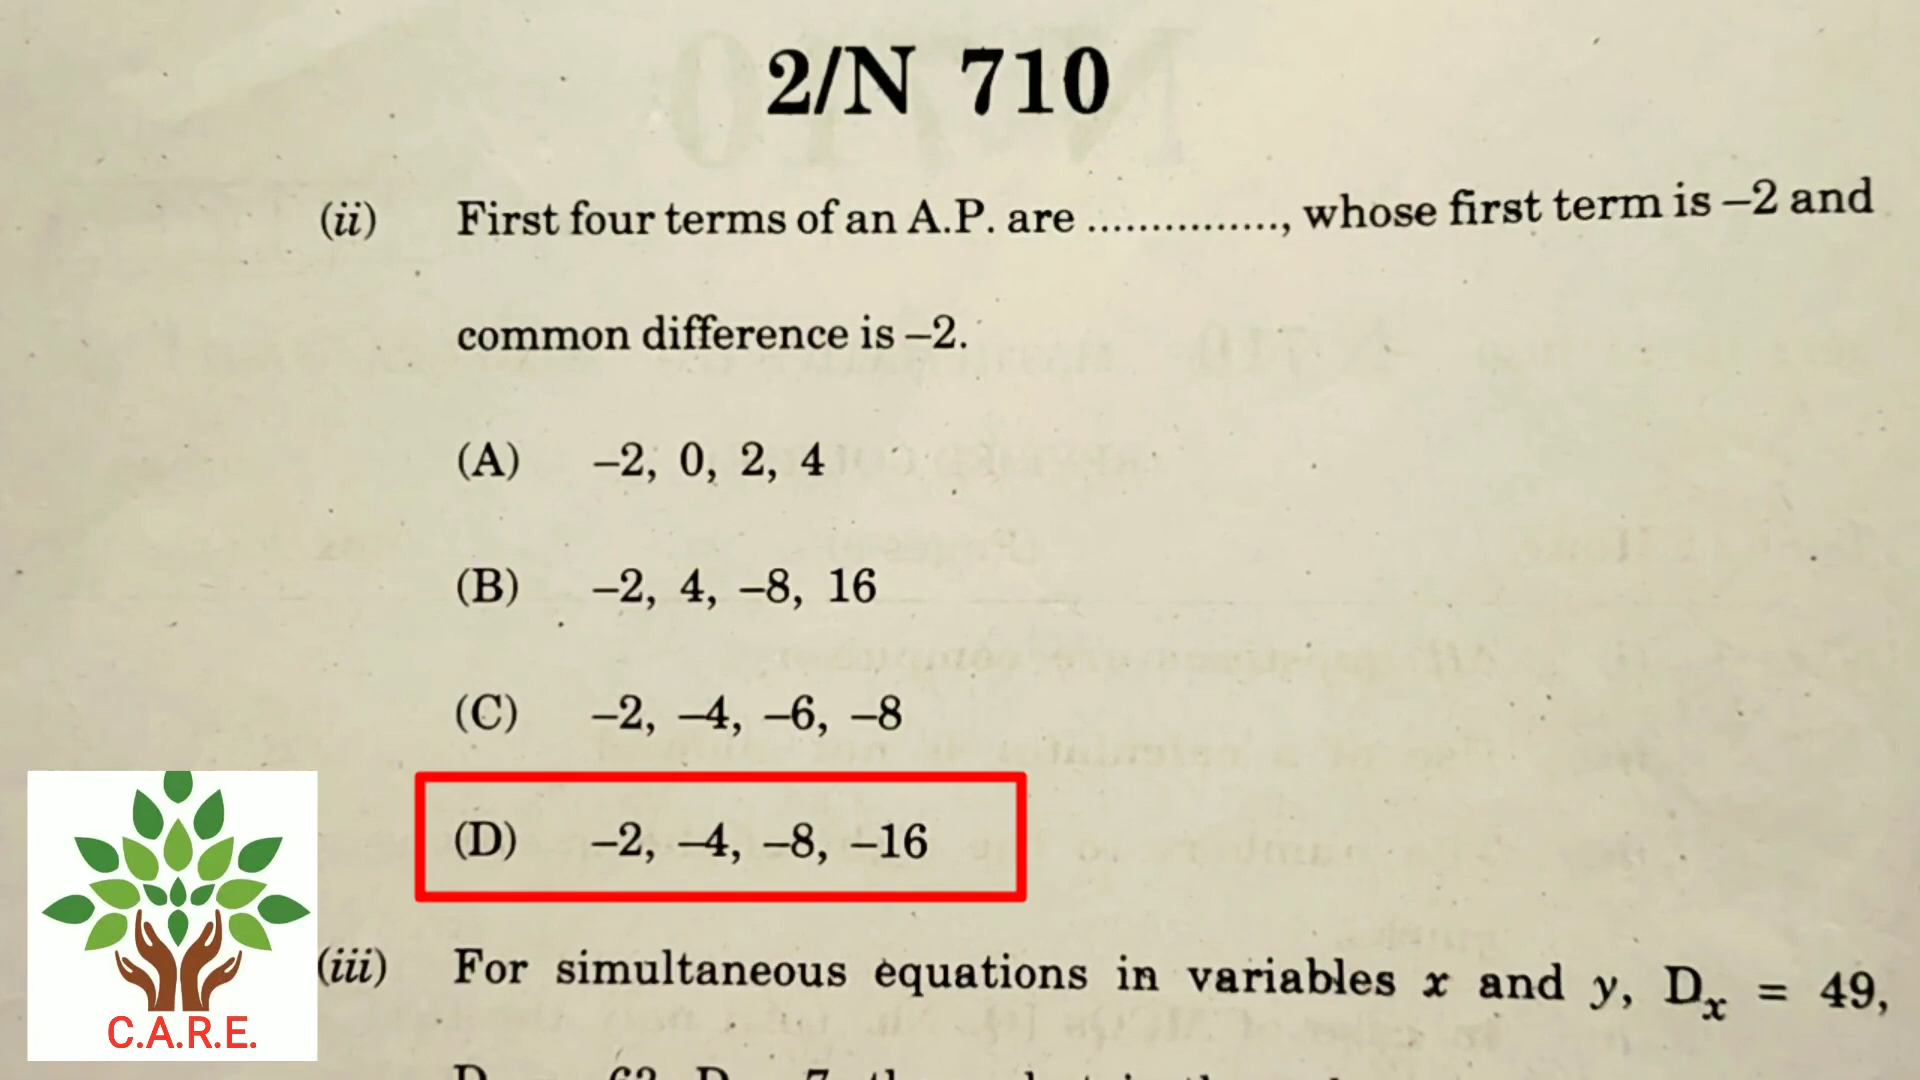 2/N 710
(ii) First four terms of an A.P. are ..............., whose first term is –2 and
common difference is –2.
(A) –2, 0, 2, 4
(B) –2, 4, –8, 16
(C) –2, –4, –6, –8
(D) –2, –4, –8, –16
(iii) For simultaneous equations in variables x and y, Dₓ = 49,
C.A.R.E.